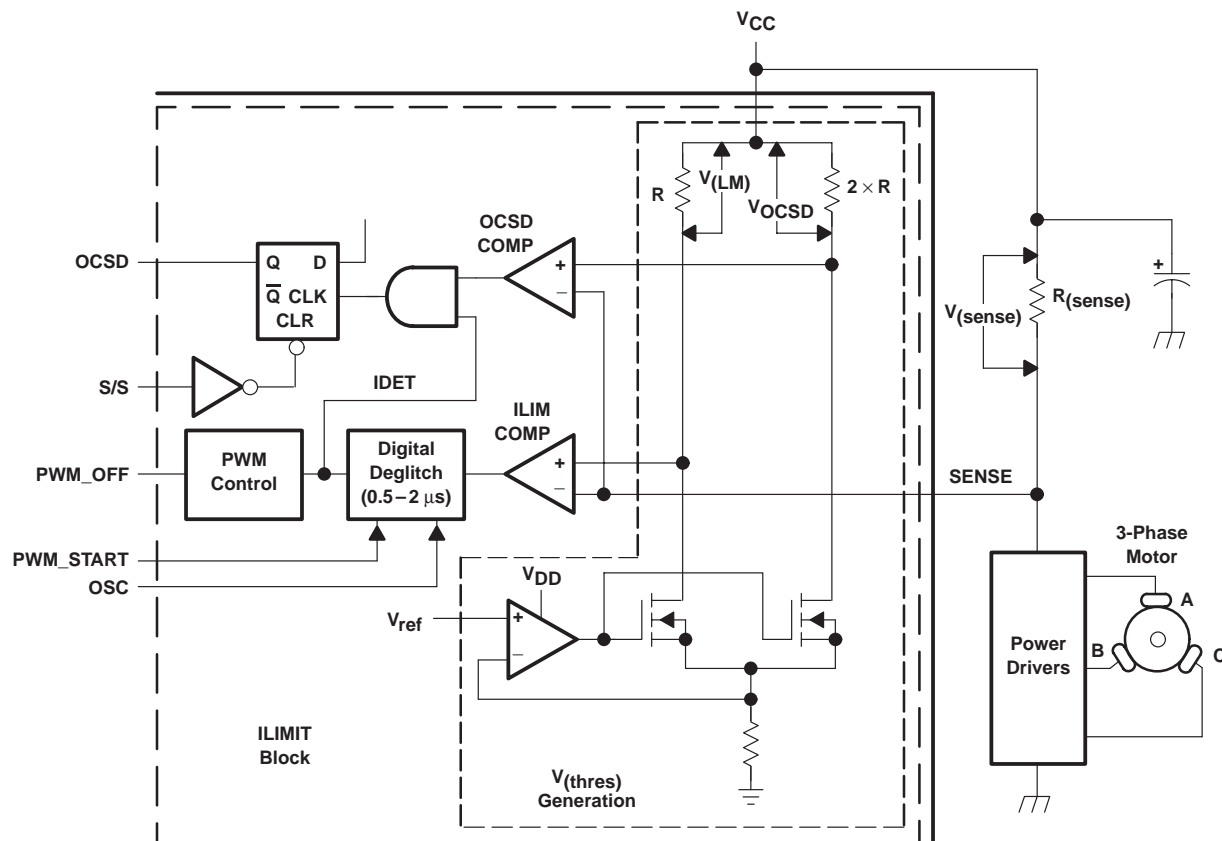 VCC
R
V(LM)
VOCSD
2 × R
OCSD
COMP
OCSD
Q
D
Q̅
CLK
CLR
+
−
+
R(sense)
V(sense)
S/S
IDET
ILIM
COMP
PWM_OFF
PWM
Control
Digital
Deglitch
(0.5−2 μs)
+
−
SENSE
PWM_START
OSC
3-Phase
Motor
VDD
Vref
+
−
A
B
C
Power
Drivers
ILIMIT
Block
V(thres)
Generation